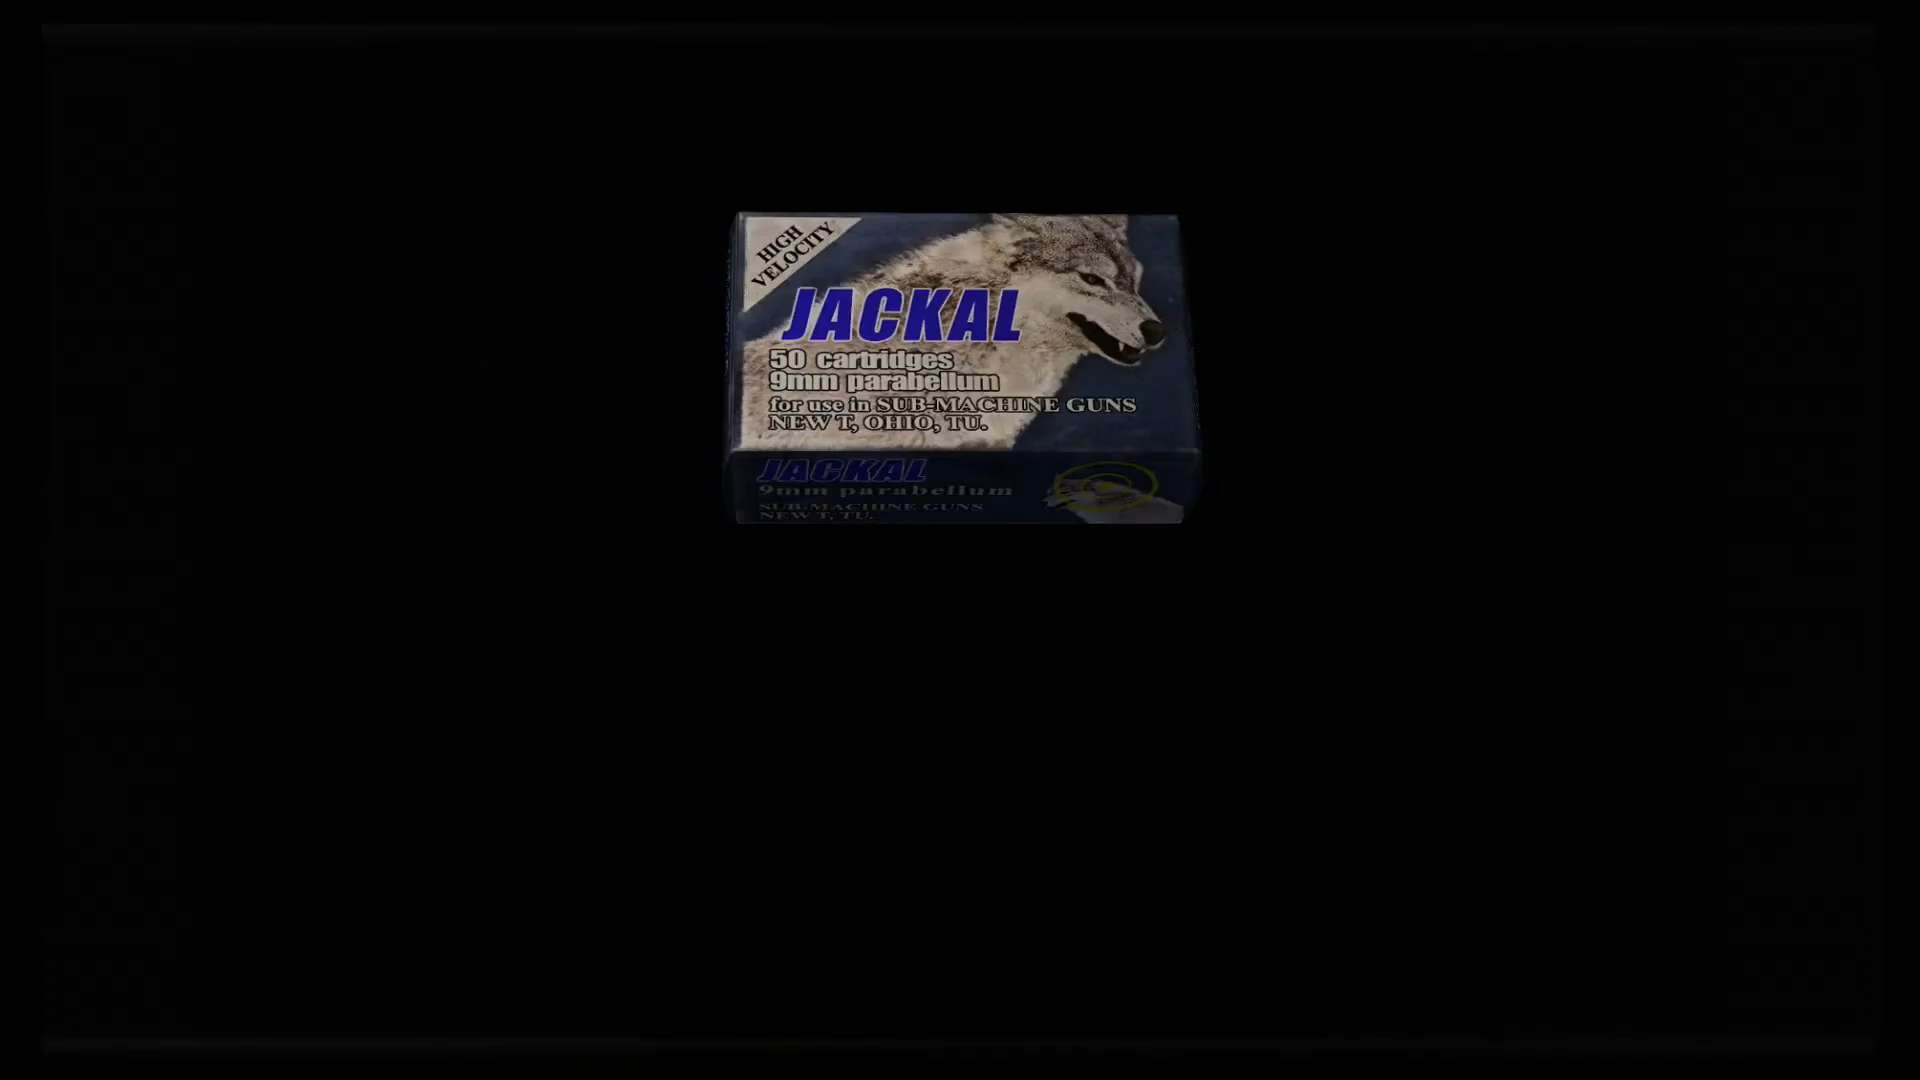 HIGH
VELOCITY
JACKAL
50 cartridges
9mm parabellum
for use in SUB-MACHINE GUNS
NEW T, OHIO, TU.
JACKAL
9mm parabellum
SUB-MACHINE GUNS
NEW T, TU.